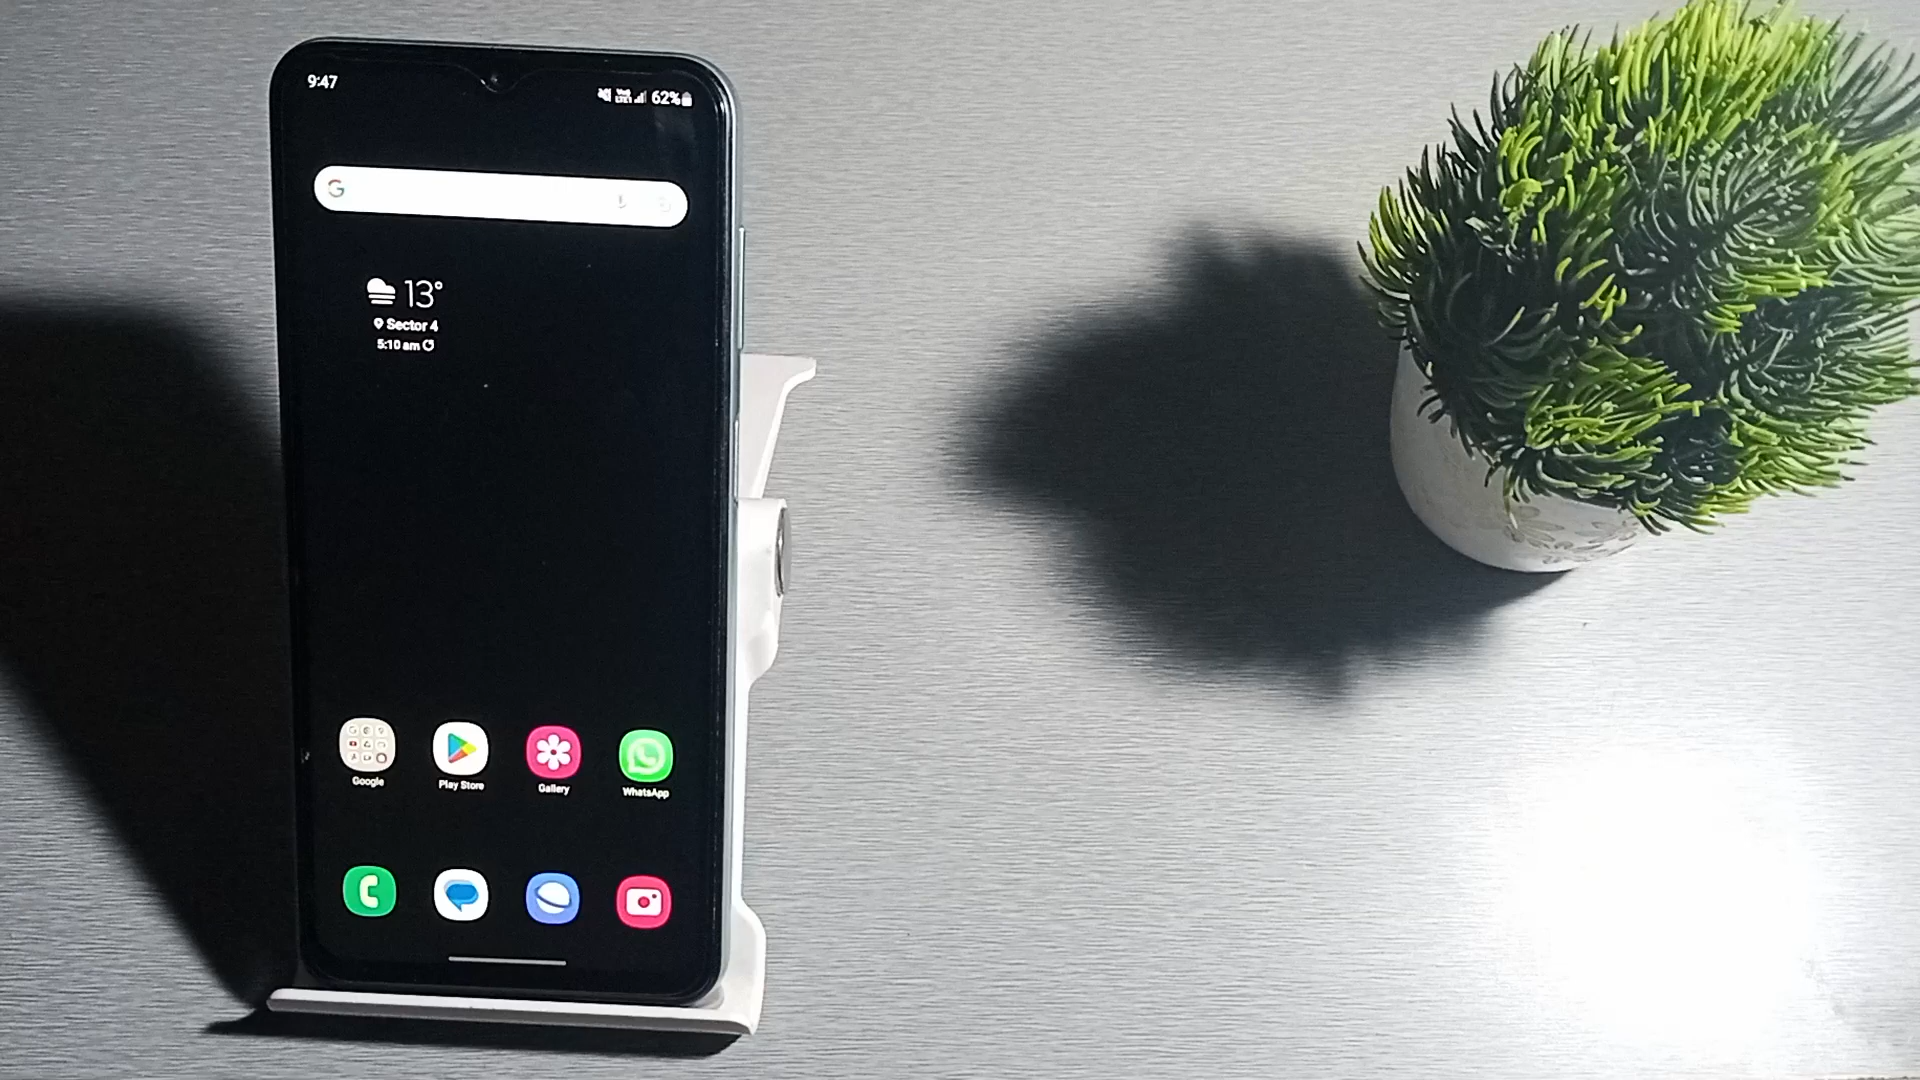 9:47
62%
G
13°
Sector 4
5:10 am
Google
Play Store
Gallery
WhatsApp